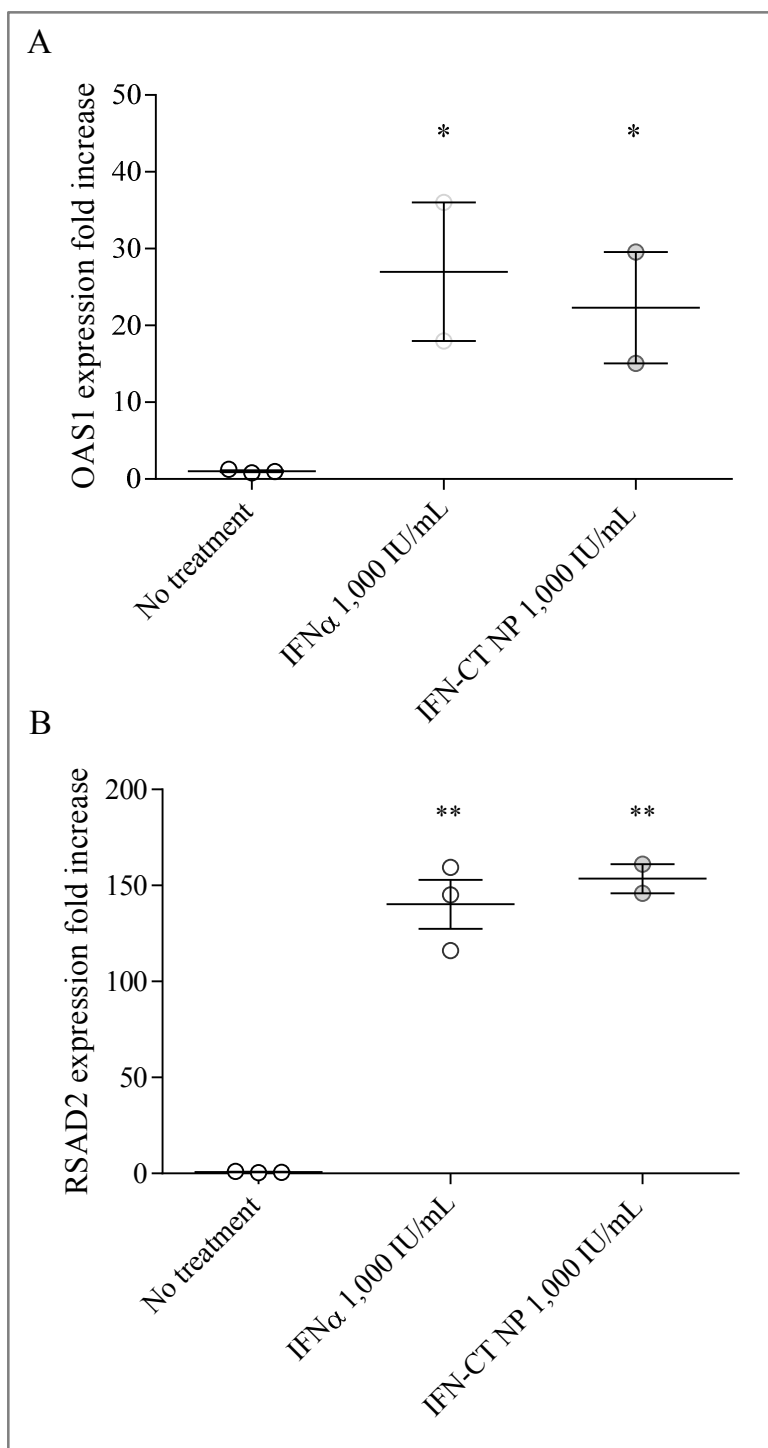 A
OAS1 expression fold increase
50
40
30
20
10
0
*
*
No treatment
IFNα 1,000 IU/mL
IFN-CT NP 1,000 IU/mL
B
RSAD2 expression fold increase
200
150
100
50
0
**
**
No treatment
IFNα 1,000 IU/mL
IFN-CT NP 1,000 IU/mL